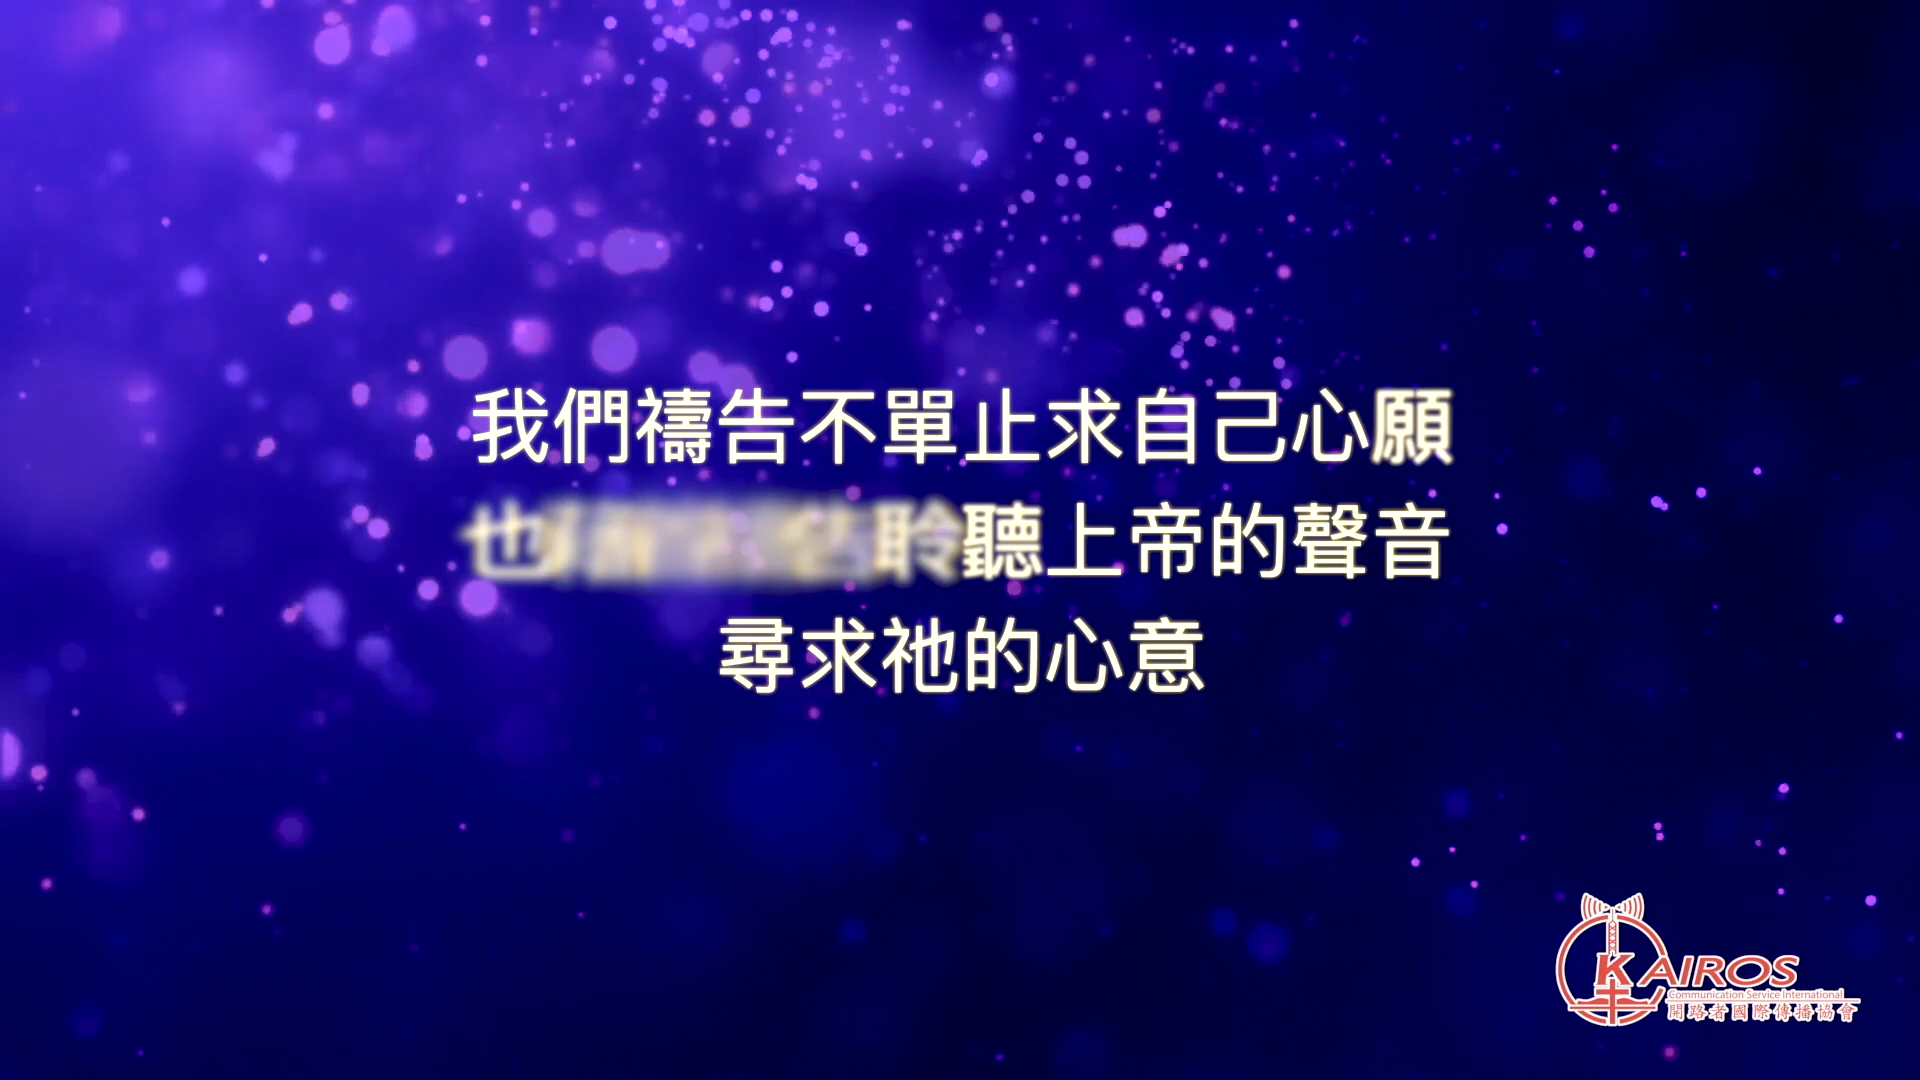 我們禱告不單止求自己心願
也聆聽上帝的聲音
尋求祂的心意
KAIROS
Communication Service International
開路者國際傳播協會